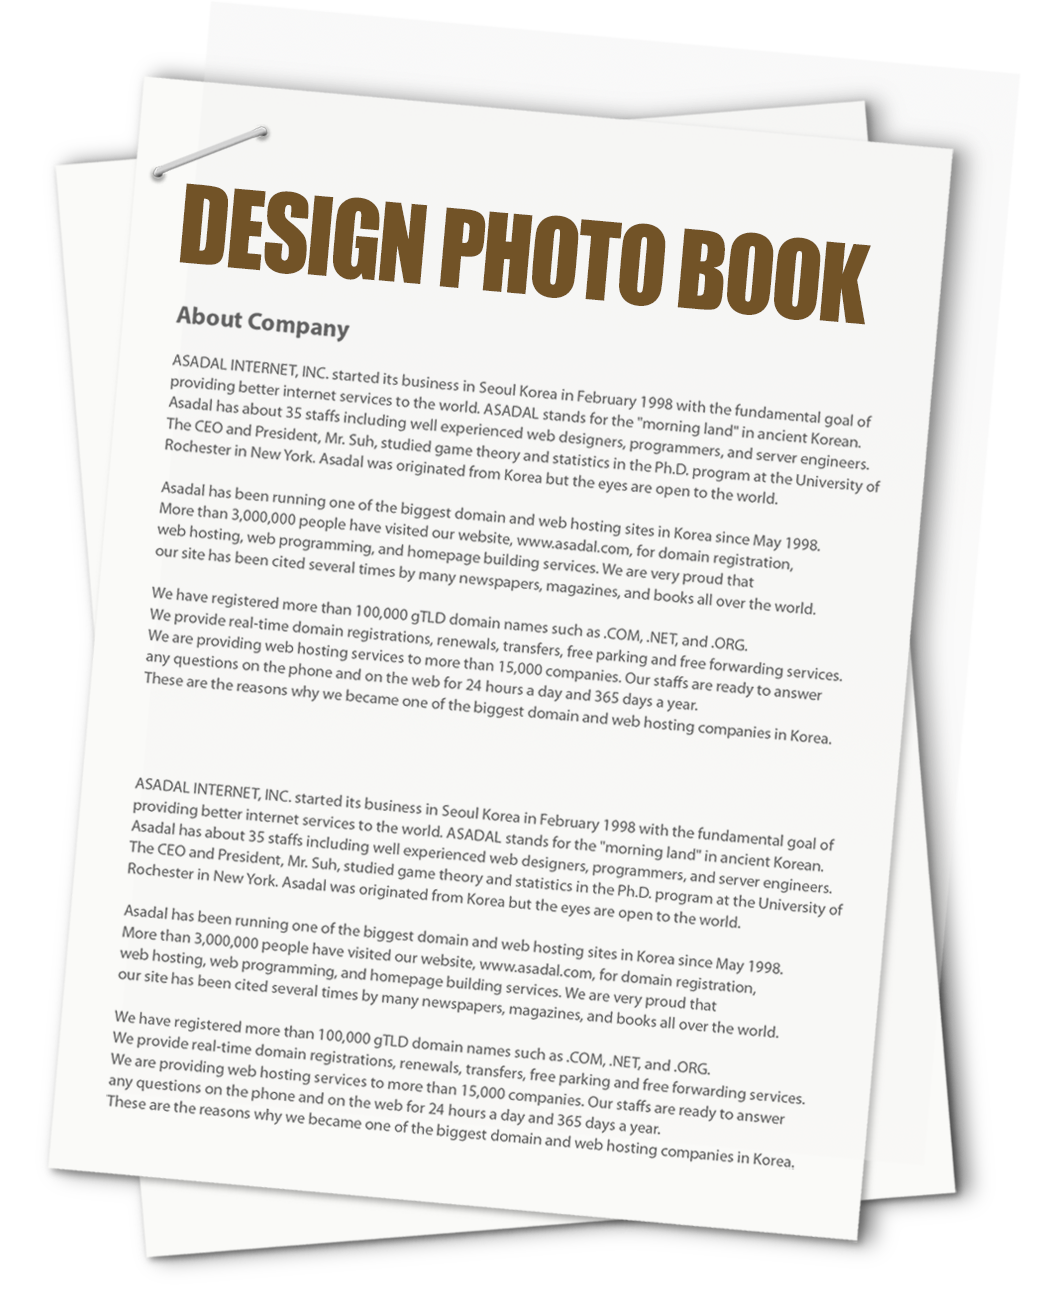 DESIGN PHOTO BOOK
About Company
ASADAL INTERNET, INC. started its business in Seoul Korea in February 1998 with the fundamental goal of
providing better internet services to the world. ASADAL stands for the "morning land" in ancient Korean.
Asadal has about 35 staffs including well experienced web designers, programmers, and server engineers.
The CEO and President, Mr. Suh, studied game theory and statistics in the Ph.D. program at the University of
Rochester in New York. Asadal was originated from Korea but the eyes are open to the world.
Asadal has been running one of the biggest domain and web hosting sites in Korea since May 1998.
More than 3,000,000 people have visited our website, www.asadal.com, for domain registration,
web hosting, web programming, and homepage building services. We are very proud that
our site has been cited several times by many newspapers, magazines, and books all over the world.
We have registered more than 100,000 gTLD domain names such as .COM, .NET, and .ORG.
We provide real-time domain registrations, renewals, transfers, free parking and free forwarding services.
We are providing web hosting services to more than 15,000 companies. Our staffs are ready to answer
any questions on the phone and on the web for 24 hours a day and 365 days a year.
These are the reasons why we became one of the biggest domain and web hosting companies in Korea.
ASADAL INTERNET, INC. started its business in Seoul Korea in February 1998 with the fundamental goal of
providing better internet services to the world. ASADAL stands for the "morning land" in ancient Korean.
Asadal has about 35 staffs including well experienced web designers, programmers, and server engineers.
The CEO and President, Mr. Suh, studied game theory and statistics in the Ph.D. program at the University of
Rochester in New York. Asadal was originated from Korea but the eyes are open to the world.
Asadal has been running one of the biggest domain and web hosting sites in Korea since May 1998.
More than 3,000,000 people have visited our website, www.asadal.com, for domain registration,
web hosting, web programming, and homepage building services. We are very proud that
our site has been cited several times by many newspapers, magazines, and books all over the world.
We have registered more than 100,000 gTLD domain names such as .COM, .NET, and .ORG.
We provide real-time domain registrations, renewals, transfers, free parking and free forwarding services.
We are providing web hosting services to more than 15,000 companies. Our staffs are ready to answer
any questions on the phone and on the web for 24 hours a day and 365 days a year.
These are the reasons why we became one of the biggest domain and web hosting companies in Korea.